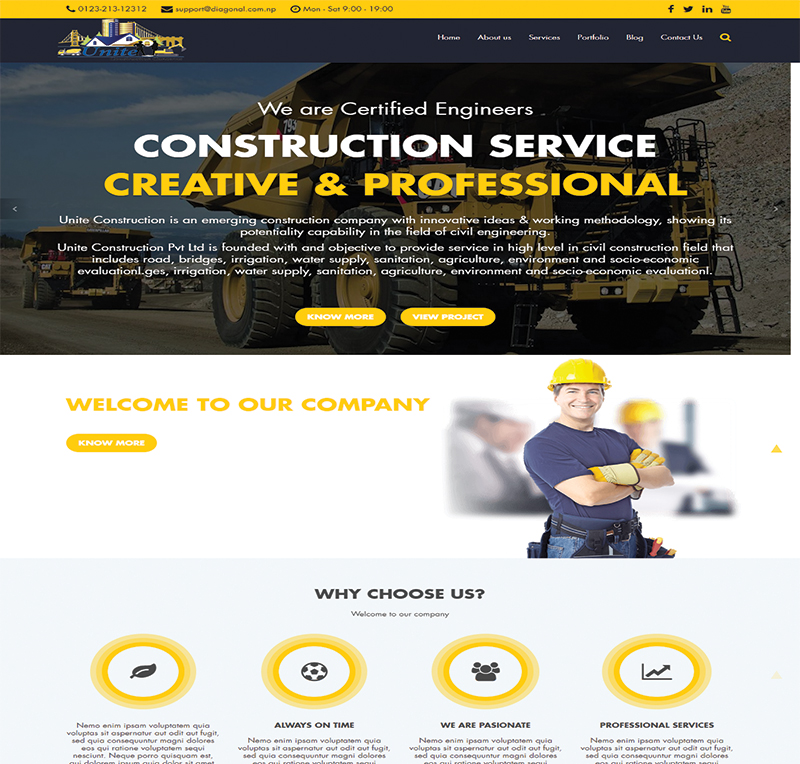 0123-213-12312 support@diagonal.com.np Mon - Sat 9:00 - 19:00
Unite
Home About us Services Portfolio Blog Contact Us
793
We are Certified Engineers
CONSTRUCTION SERVICE
CREATIVE & PROFESSIONAL
Unite Construction is an emerging construction company with innovative ideas & working methodology, showing its
potentiality capability in the field of civil engineering.
Unite Construction Pvt Ltd is founded with and objective to provide service in high level in civil construction field that
includes road, bridges, irrigation, water supply, sanitation, agriculture, environment and socio-economic
evaluationl.ges, irrigation, water supply, sanitation, agriculture, environment and socio-economic evaluationl.
CAT
KNOW MORE VIEW PROJECT
WELCOME TO OUR COMPANY
KNOW MORE
WHY CHOOSE US?
Welcome to our company
Nemo enim ipsam voluptatem quia
voluptas sit aspernatur aut odit aut fugit,
sed quia consequuntur magni dolores
eos qui ratione voluptatem sequi
nesciunt. Neque porro quisquam est,
qui dolorem ipsum quia dolor sit amet
ALWAYS ON TIME
Nemo enim ipsam voluptatem quia
voluptas sit aspernatur aut odit aut fugit,
sed quia consequuntur magni dolores
eos qui ratione voluptatem sequi
WE ARE PASIONATE
Nemo enim ipsam voluptatem quia
voluptas sit aspernatur aut odit aut fugit,
sed quia consequuntur magni dolores
eos qui ratione voluptatem sequi
PROFESSIONAL SERVICES
Nemo enim ipsam voluptatem quia
voluptas sit aspernatur aut odit aut fugit,
sed quia consequuntur magni dolores
eos qui ratione voluptatem sequi